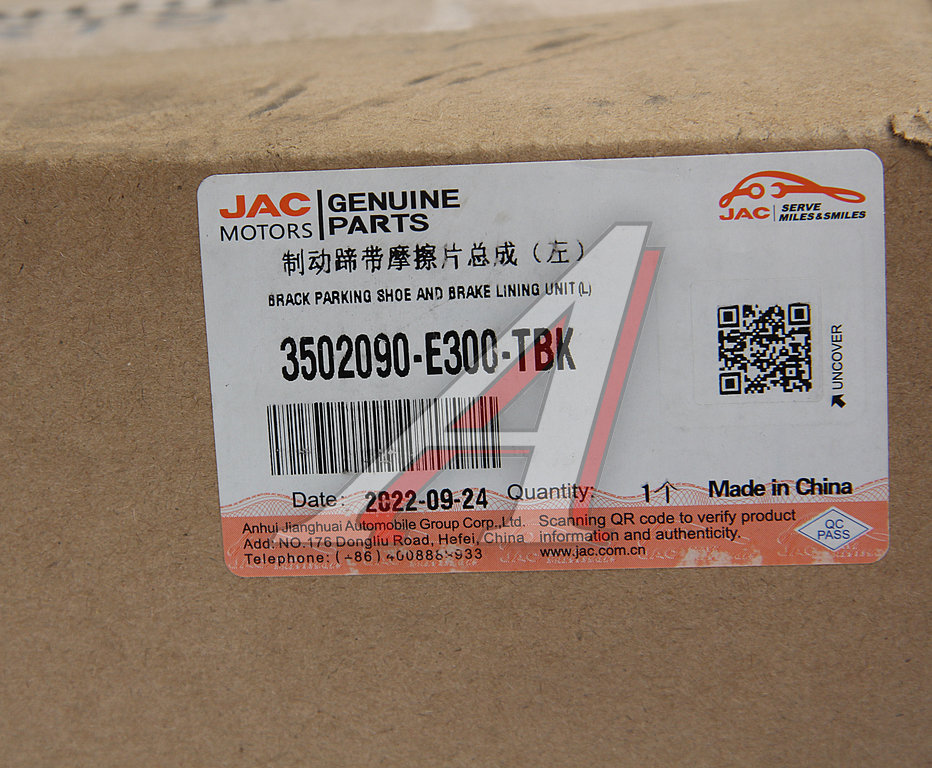 JAC MOTORS
GENUINE PARTS
JAC SERVE MILES&SMILES
制动蹄带摩擦片总成（左）
BRACK PARKING SHOE AND BRAKE LINING UNIT(L)
3502090-E300-TBK
UNCOVER
Date: 2022-09-24 Quantity: 1个 Made in China
Anhui Jianghuai Automobile Group Corp., Ltd.
Add: NO.176 Dongliu Road, Hefei, China
Telephone: (+86)4008889933
Scanning QR code to verify product
information and authenticity.
www.jac.com.cn
QC
PASS